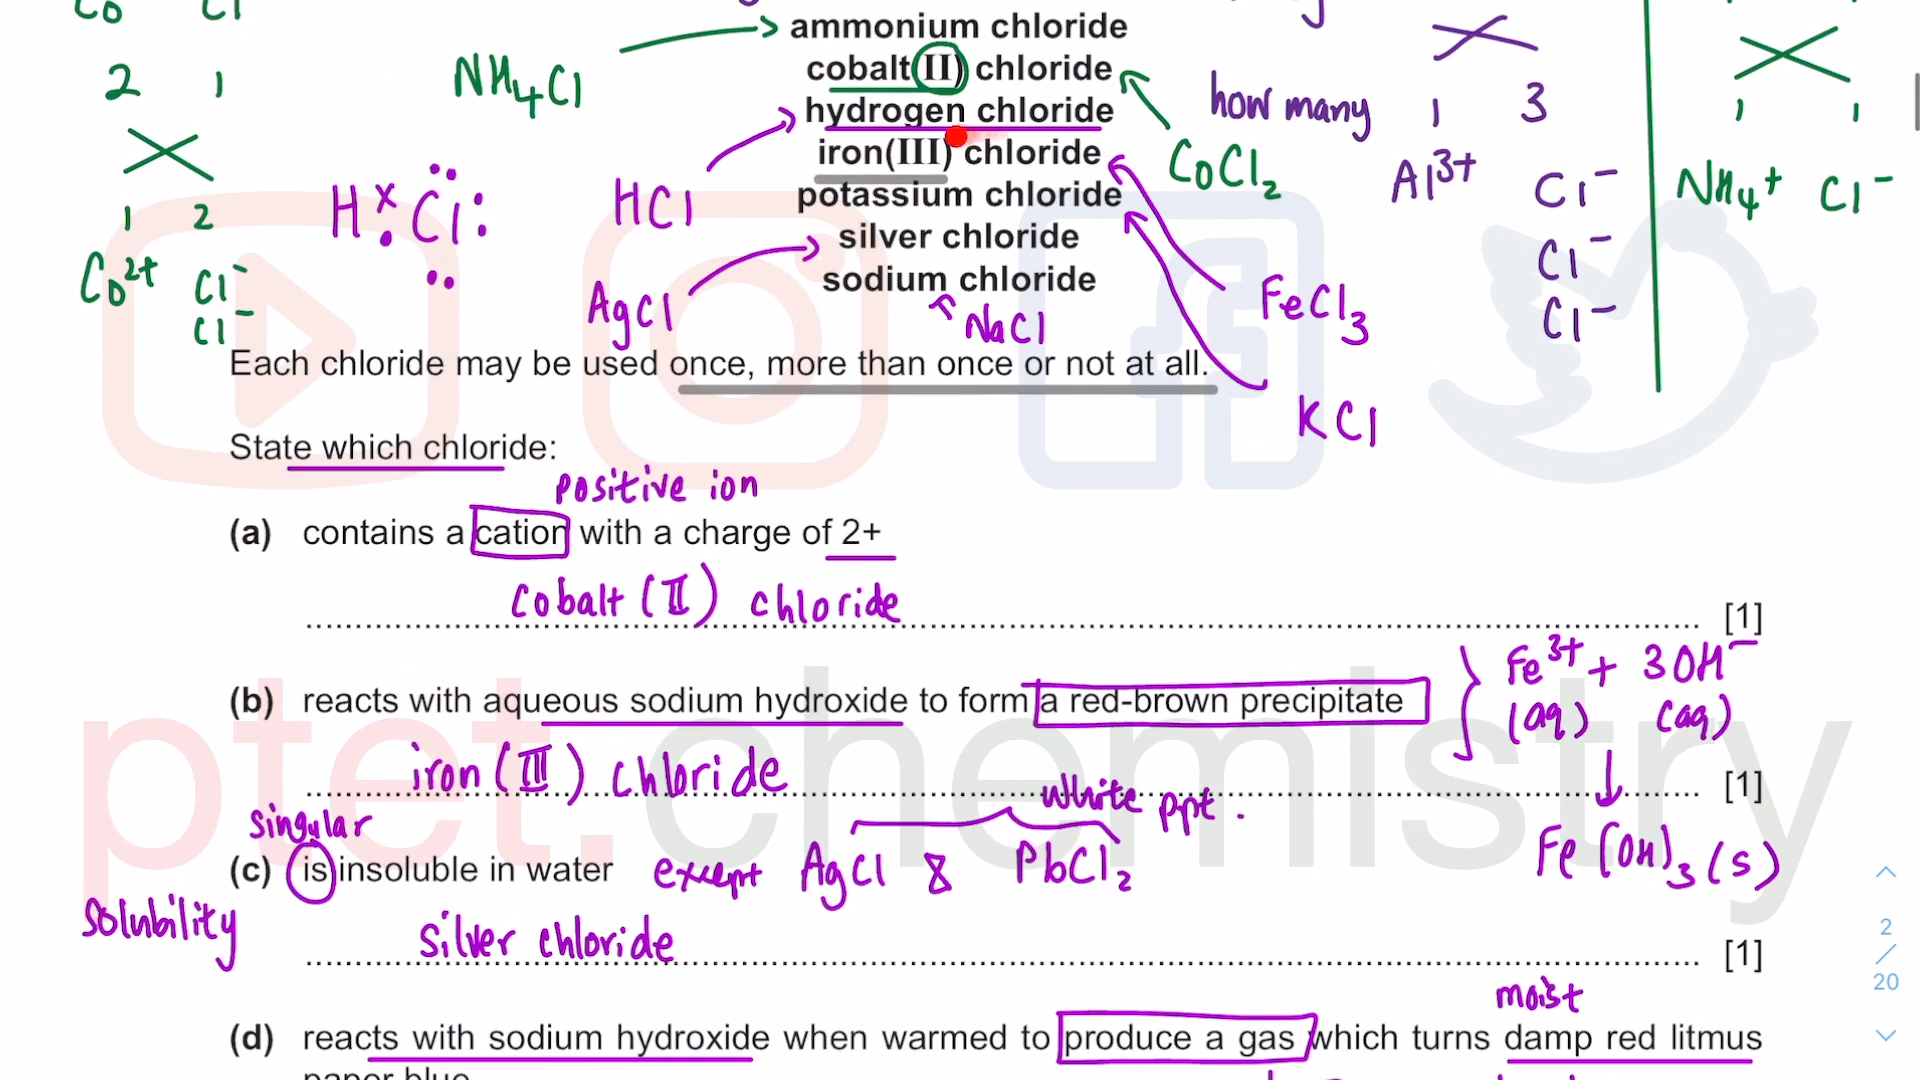 ammonium chloride
cobalt(II) chloride
hydrogen chloride
iron(III) chloride
potassium chloride
silver chloride
sodium chloride
2 1
1 2
Co2+ Cl-
Cl-
NH4Cl
H Cl
HCl
AgCl
NaCl
CoCl2
FeCl3
KCl
how many 1 3
Al3+ Cl-
Cl-
Cl-
1 1
NH4+ Cl-
Each chloride may be used once, more than once or not at all.
State which chloride:
positive ion
(a) contains a cation with a charge of 2+
Cobalt (II) chloride [1]
(b) reacts with aqueous sodium hydroxide to form a red-brown precipitate
Fe3+ + 3OH-
(aq) (aq)
iron (III) chloride [1]
Fe(OH)3(s)
singular
white ppt.
(c) is insoluble in water except AgCl & PbCl2
Solubility
Silver chloride [1]
moist
(d) reacts with sodium hydroxide when warmed to produce a gas which turns damp red litmus
paper blue
ptet.chemistry
2
/
20